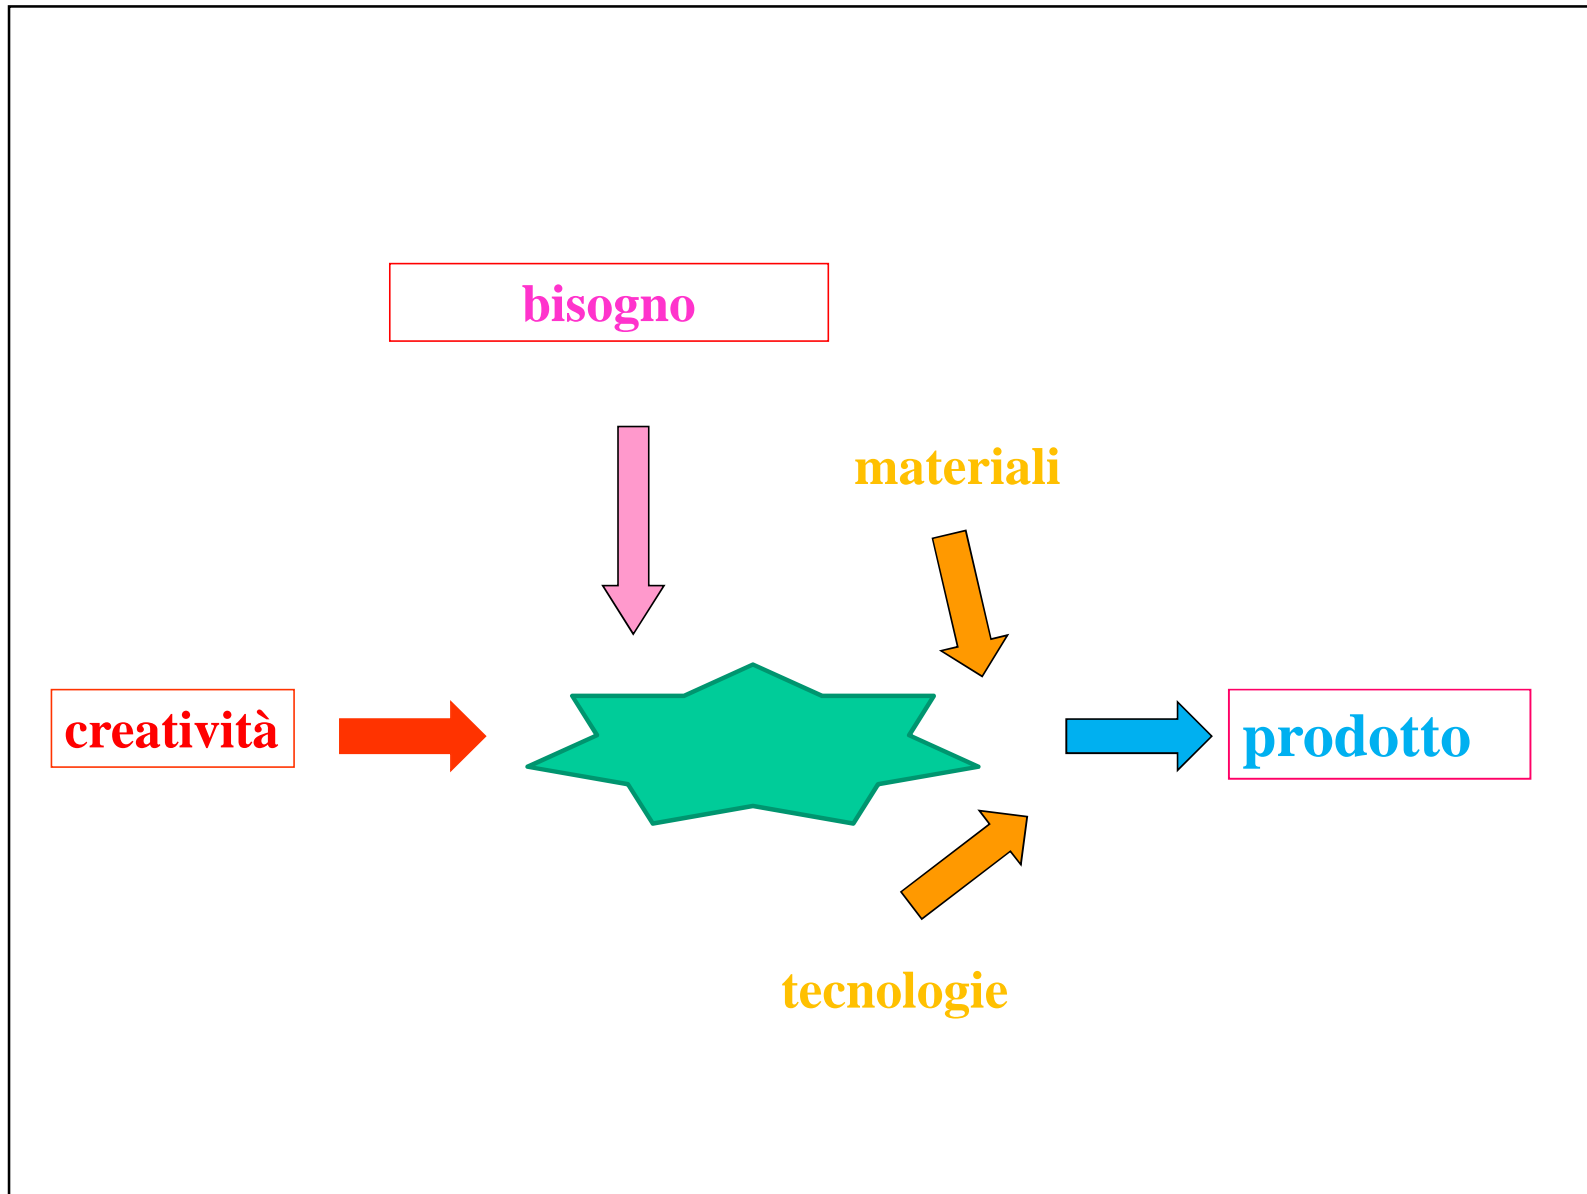 bisogno
materiali
creatività
prodotto
tecnologie